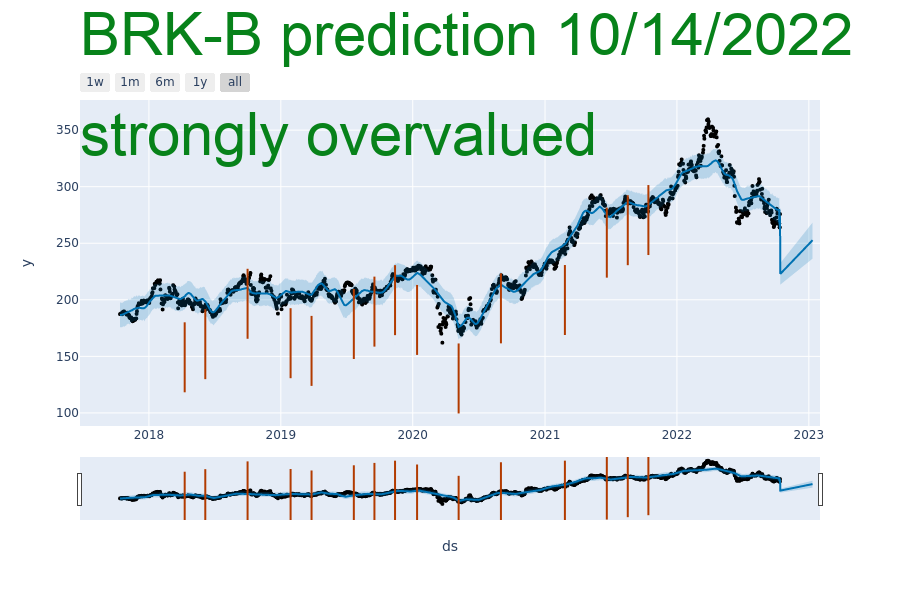 BRK-B prediction 10/14/2022
1w 1m 6m 1y all
strongly overvalued
350
300
250
200
150
100
y
2018 2019 2020 2021 2022 2023
ds